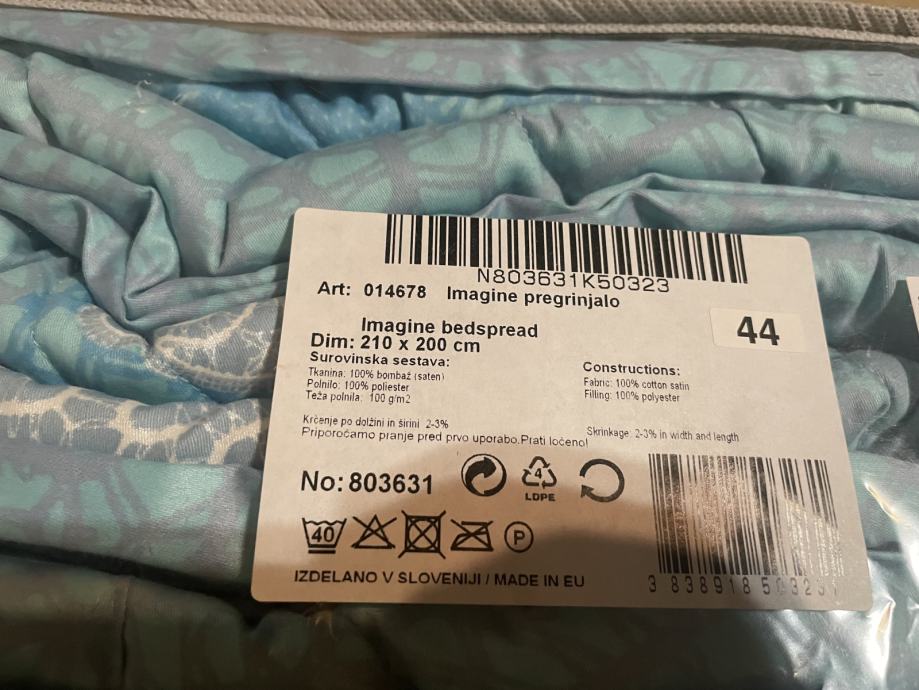 N803631K50323
Art: 014678 Imagine pregrinjalo
Imagine bedspread
44
Dim: 210 x 200 cm
Surovinska sestava:
Tkanina: 100% bombaž (saten)
Polnilo: 100% poliester
Teža polnila: 100 g/m2
Constructions:
Fabric: 100% cotton satin
Filling: 100% polyester
Krčenje po dolžini in širini 2-3%
Priporočamo pranje pred prvo uporabo.Prati ločeno!
Skrinkage: 2-3% in width and length
No: 803631
4
LDPE
40
P
IZDELANO V SLOVENIJI / MADE IN EU